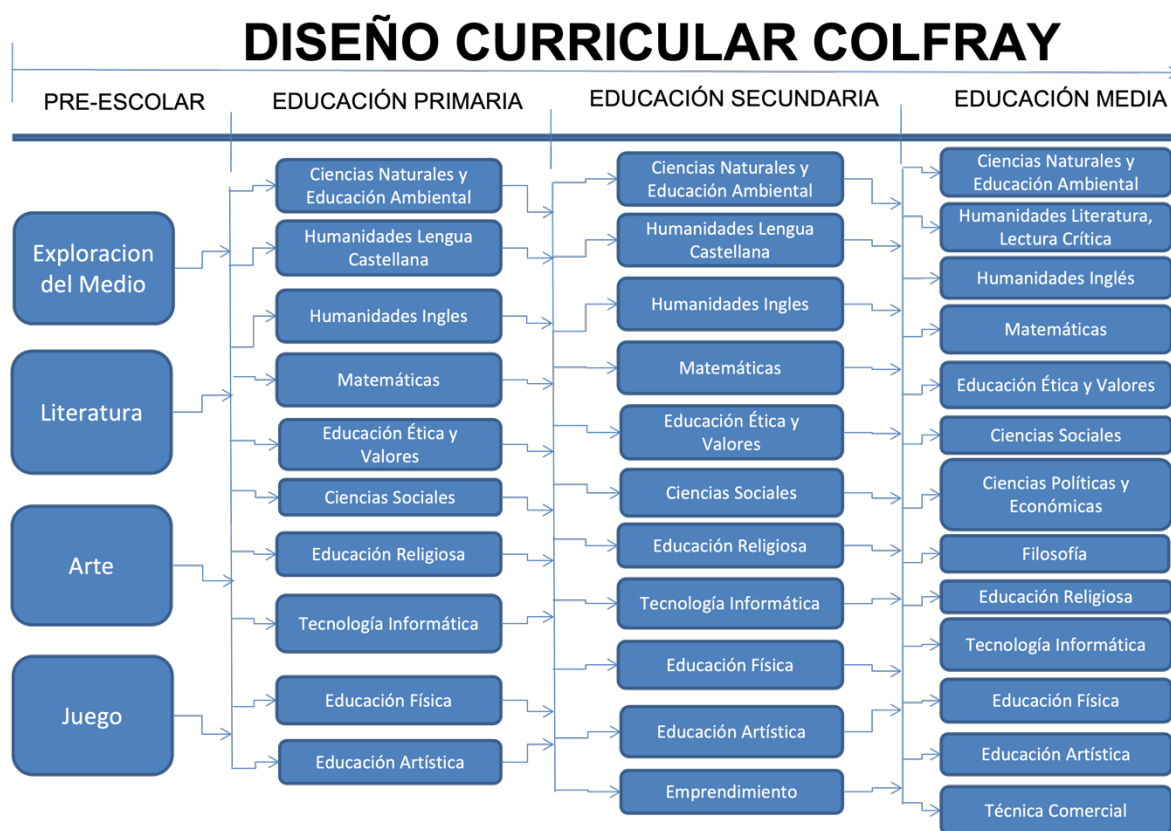 DISEÑO CURRICULAR COLFRAY
PRE-ESCOLAR
EDUCACIÓN PRIMARIA
EDUCACIÓN SECUNDARIA
EDUCACIÓN MEDIA
Exploracion
del Medio
Literatura
Arte
Juego
Ciencias Naturales y
Educación Ambiental
Humanidades Lengua
Castellana
Humanidades Ingles
Matemáticas
Educación Ética y
Valores
Ciencias Sociales
Educación Religiosa
Tecnología Informática
Educación Física
Educación Artística
Ciencias Naturales y
Educación Ambiental
Humanidades Lengua
Castellana
Humanidades Ingles
Matemáticas
Educación Ética y
Valores
Ciencias Sociales
Educación Religiosa
Tecnología Informática
Educación Física
Educación Artística
Emprendimiento
Ciencias Naturales y
Educación Ambiental
Humanidades Literatura,
Lectura Crítica
Humanidades Inglés
Matemáticas
Educación Ética y Valores
Ciencias Sociales
Ciencias Políticas y
Económicas
Filosofía
Educación Religiosa
Tecnología Informática
Educación Física
Educación Artística
Técnica Comercial